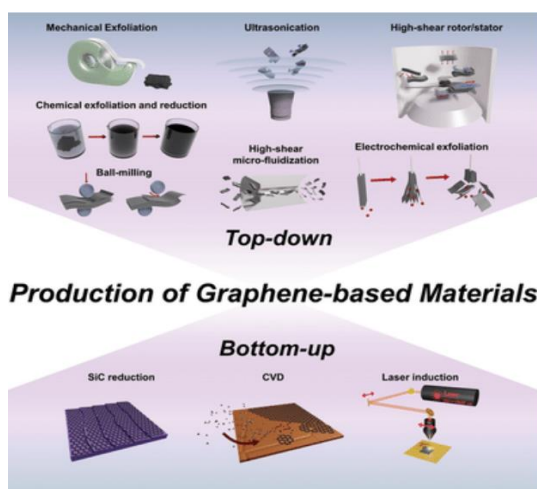 Mechanical Exfoliation
Ultrasonication
High-shear rotor/stator
Chemical exfoliation and reduction
High-shear
micro-fluidization
Electrochemical exfoliation
Ball-milling
Top-down
Production of Graphene-based Materials
Bottom-up
SiC reduction
CVD
Laser induction